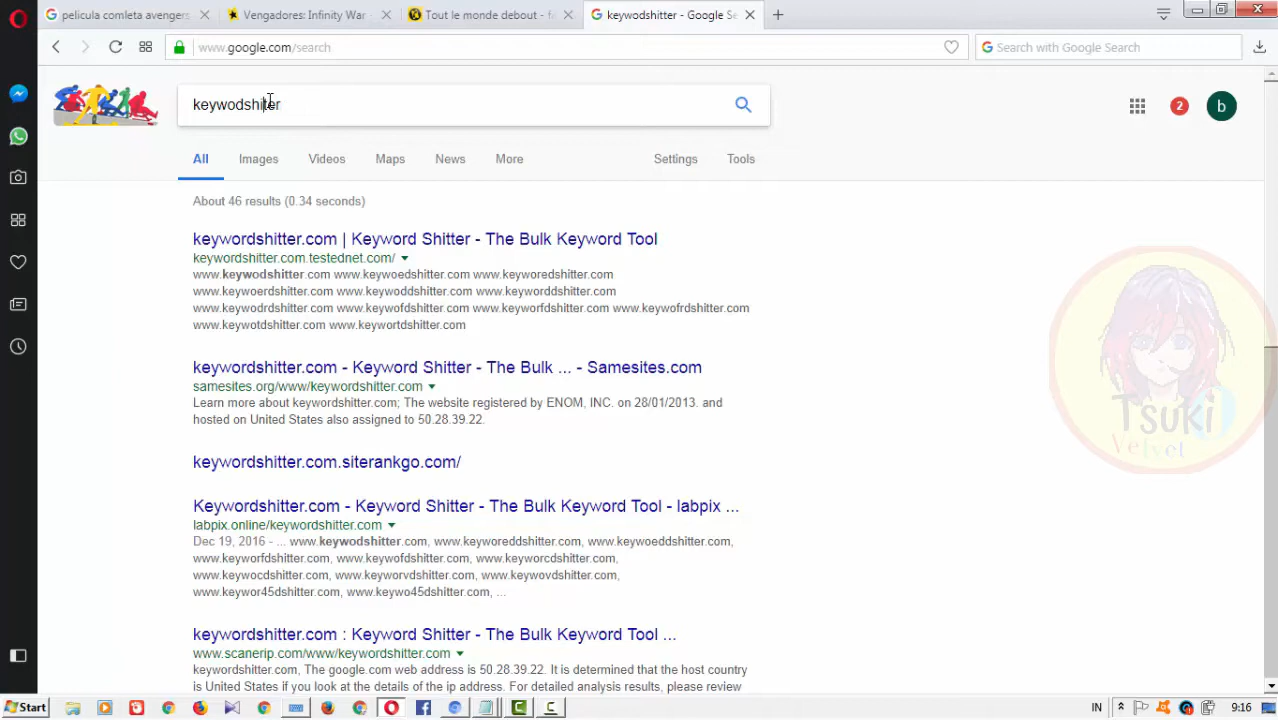 pelicula comleta avengers
Vengadores: Infinity War -
Tout le monde debout - f
keywodshitter - Google Se
www.google.com/search
Search with Google Search
keywodshitter
2
b
All
Images
Videos
Maps
News
More
Settings
Tools
About 46 results (0.34 seconds)
keywordshitter.com | Keyword Shitter - The Bulk Keyword Tool
keywordshitter.com.testednet.com/
www.keywodshitter.com www.keywoedshitter.com www.keyworedshitter.com
www.keywoerdshitter.com www.keywoddshitter.com www.keyworddshitter.com
www.keywodrdshitter.com www.keywofdshitter.com www.keyworfdshitter.com www.keywofrdshitter.com
www.keywotdshitter.com www.keywortdshitter.com
keywordshitter.com - Keyword Shitter - The Bulk ... - Samesites.com
samesites.org/www/keywordshitter.com
Learn more about keywordshitter.com; The website registered by ENOM, INC. on 28/01/2013. and
hosted on United States also assigned to 50.28.39.22.
keywordshitter.com.siterankgo.com/
Keywordshitter.com - Keyword Shitter - The Bulk Keyword Tool - labpix ...
labpix.online/keywordshitter.com
Dec 19, 2016 - ... www.keywodshitter.com, www.keyworeddshitter.com, www.keywoeddshitter.com,
www.keyworfdshitter.com, www.keywofdshitter.com, www.keyworcdshitter.com,
www.keywocdshitter.com, www.keyworvdshitter.com, www.keywovdshitter.com,
www.keywor45dshitter.com, www.keywo45dshitter.com, ...
keywordshitter.com : Keyword Shitter - The Bulk Keyword Tool ...
www.scanerip.com/www/keywordshitter.com
keywordshitter.com, The google.com web address is 50.28.39.22. It is determined that the host country
is United States if you look at the details of the ip address. For detailed analysis results, please review
Tsuki
Velvet
Start
IN
9:16